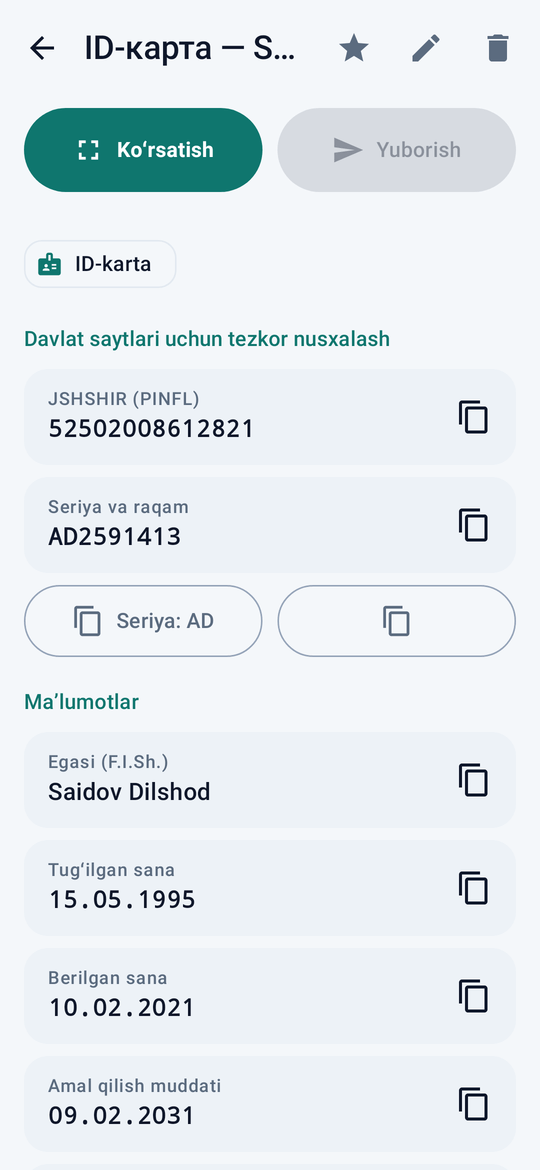 ID-карта — S...
Koʻrsatish
Yuborish
ID-karta
Davlat saytlari uchun tezkor nusxalash
JSHSHIR (PINFL)
52502008612821
Seriya va raqam
AD2591413
Seriya: AD
Maʼlumotlar
Egasi (F.I.Sh.)
Saidov Dilshod
Tugʻilgan sana
15.05.1995
Berilgan sana
10.02.2021
Amal qilish muddati
09.02.2031